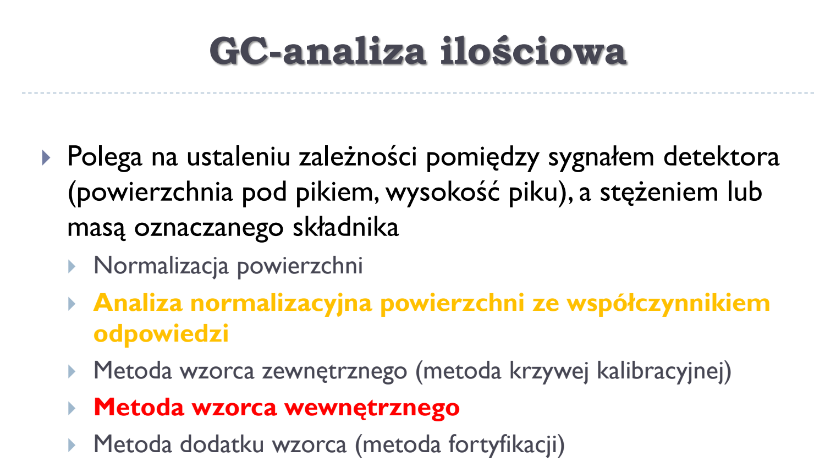 GC-analiza ilościowa
Polega na ustaleniu zależności pomiędzy sygnałem detektora
(powierzchnia pod pikiem, wysokość piku), a stężeniem lub
masą oznaczanego składnika
Normalizacja powierzchni
Analiza normalizacyjna powierzchni ze współczynnikiem
odpowiedzi
Metoda wzorca zewnętrznego (metoda krzywej kalibracyjnej)
Metoda wzorca wewnętrznego
Metoda dodatku wzorca (metoda fortyfikacji)